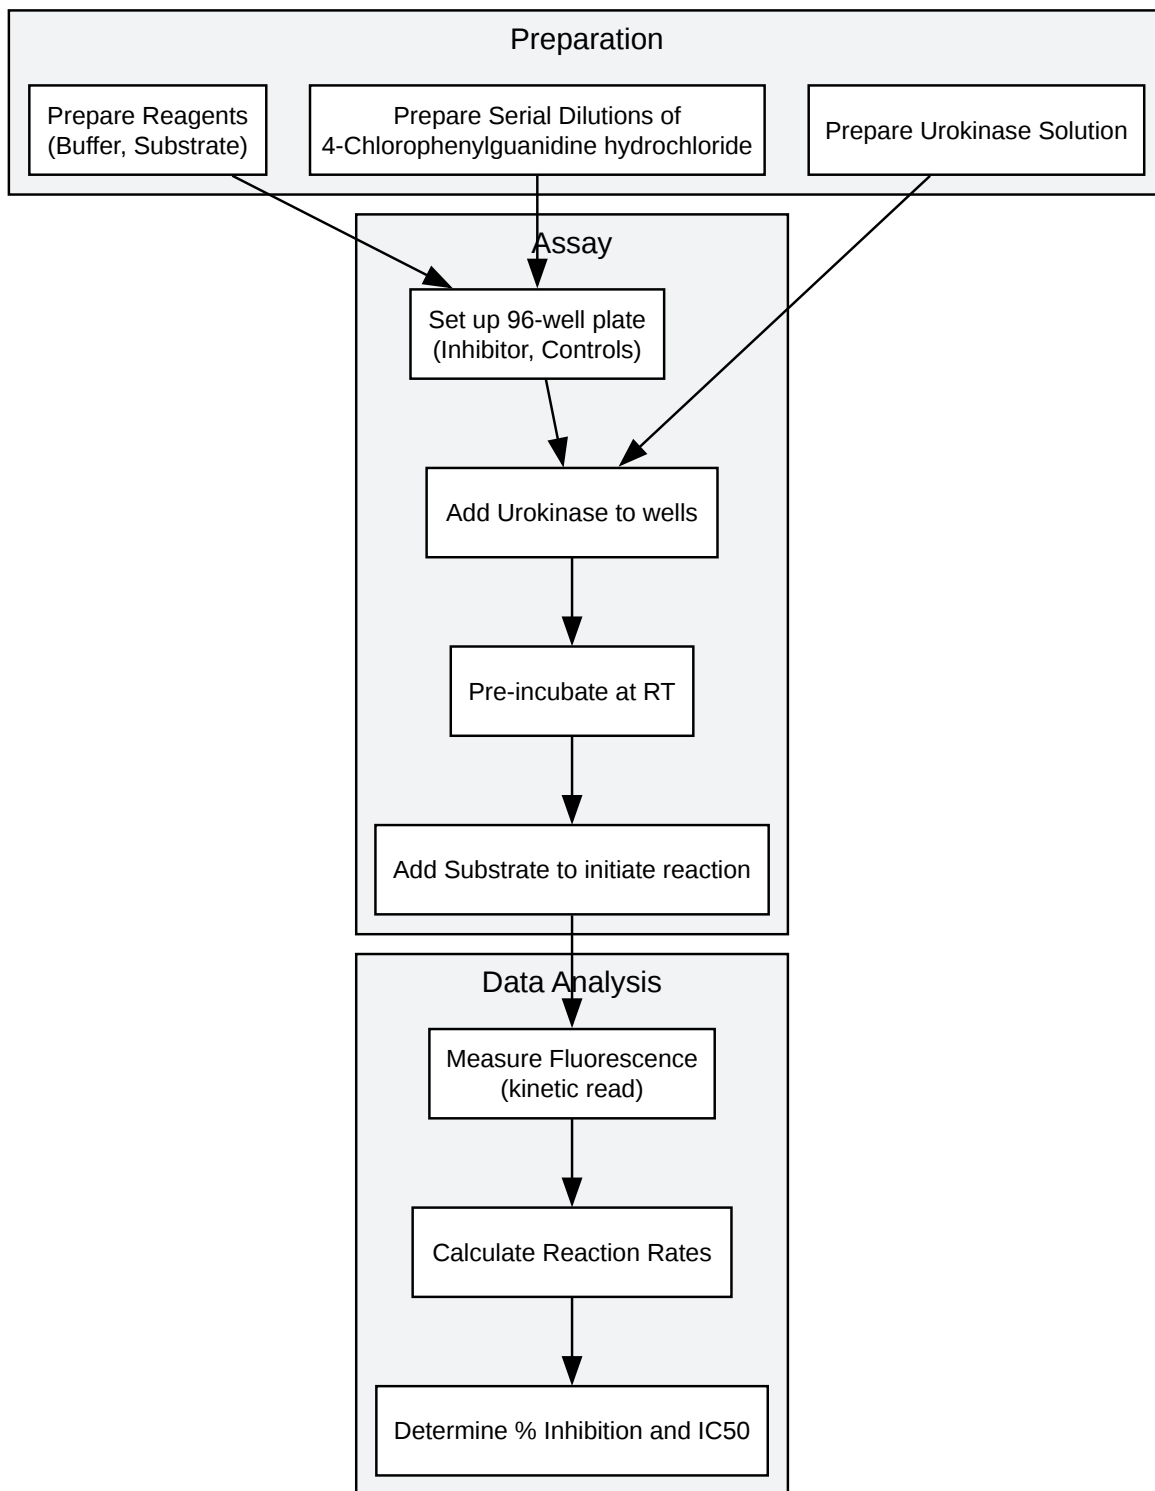 Preparation
Prepare Reagents
(Buffer, Substrate)
Prepare Serial Dilutions of
4-Chlorophenylguanidine hydrochloride
Prepare Urokinase Solution
Assay
Set up 96-well plate
(Inhibitor, Controls)
Add Urokinase to wells
Pre-incubate at RT
Add Substrate to initiate reaction
Data Analysis
Measure Fluorescence
(kinetic read)
Calculate Reaction Rates
Determine % Inhibition and IC50